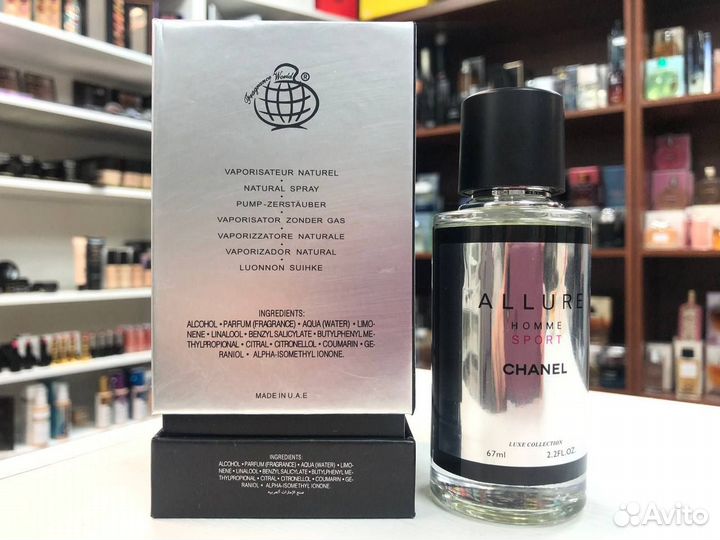 Fragrance World ®
VAPORISATEUR NATUREL
•
NATURAL SPRAY
•
PUMP-ZERSTÄUBER
•
VAPORISATOR ZONDER GAS
•
VAPORIZZATORE NATURALE
•
VAPORIZADOR NATURAL
•
LUONNON SUIHKE
INGREDIENTS:
ALCOHOL • PARFUM (FRAGRANCE) • AQUA (WATER) • LIMO-
NENE • LINALOOL • BENZYL SALICYLATE • BUTYLPHENYL ME-
THYLPROPIONAL • CITRAL • CITRONELLOL • COUMARIN • GE-
RANIOL • ALPHA-ISOMETHYL IONONE.
MADE IN U.A.E
INGREDIENTS:
ALCOHOL • PARFUM (FRAGRANCE) • AQUA (WATER) • LIMO-
NENE • LINALOOL • BENZYL SALICYLATE • BUTYLPHENYL ME-
THYLPROPIONAL • CITRAL • CITRONELLOL • COUMARIN • GE-
RANIOL • ALPHA-ISOMETHYL IONONE.
صنع الإمارات العربية
ALLURE
HOMME
SPORT
CHANEL
LUXE COLLECTION
67ml 2.2FL.OZ.
Avito